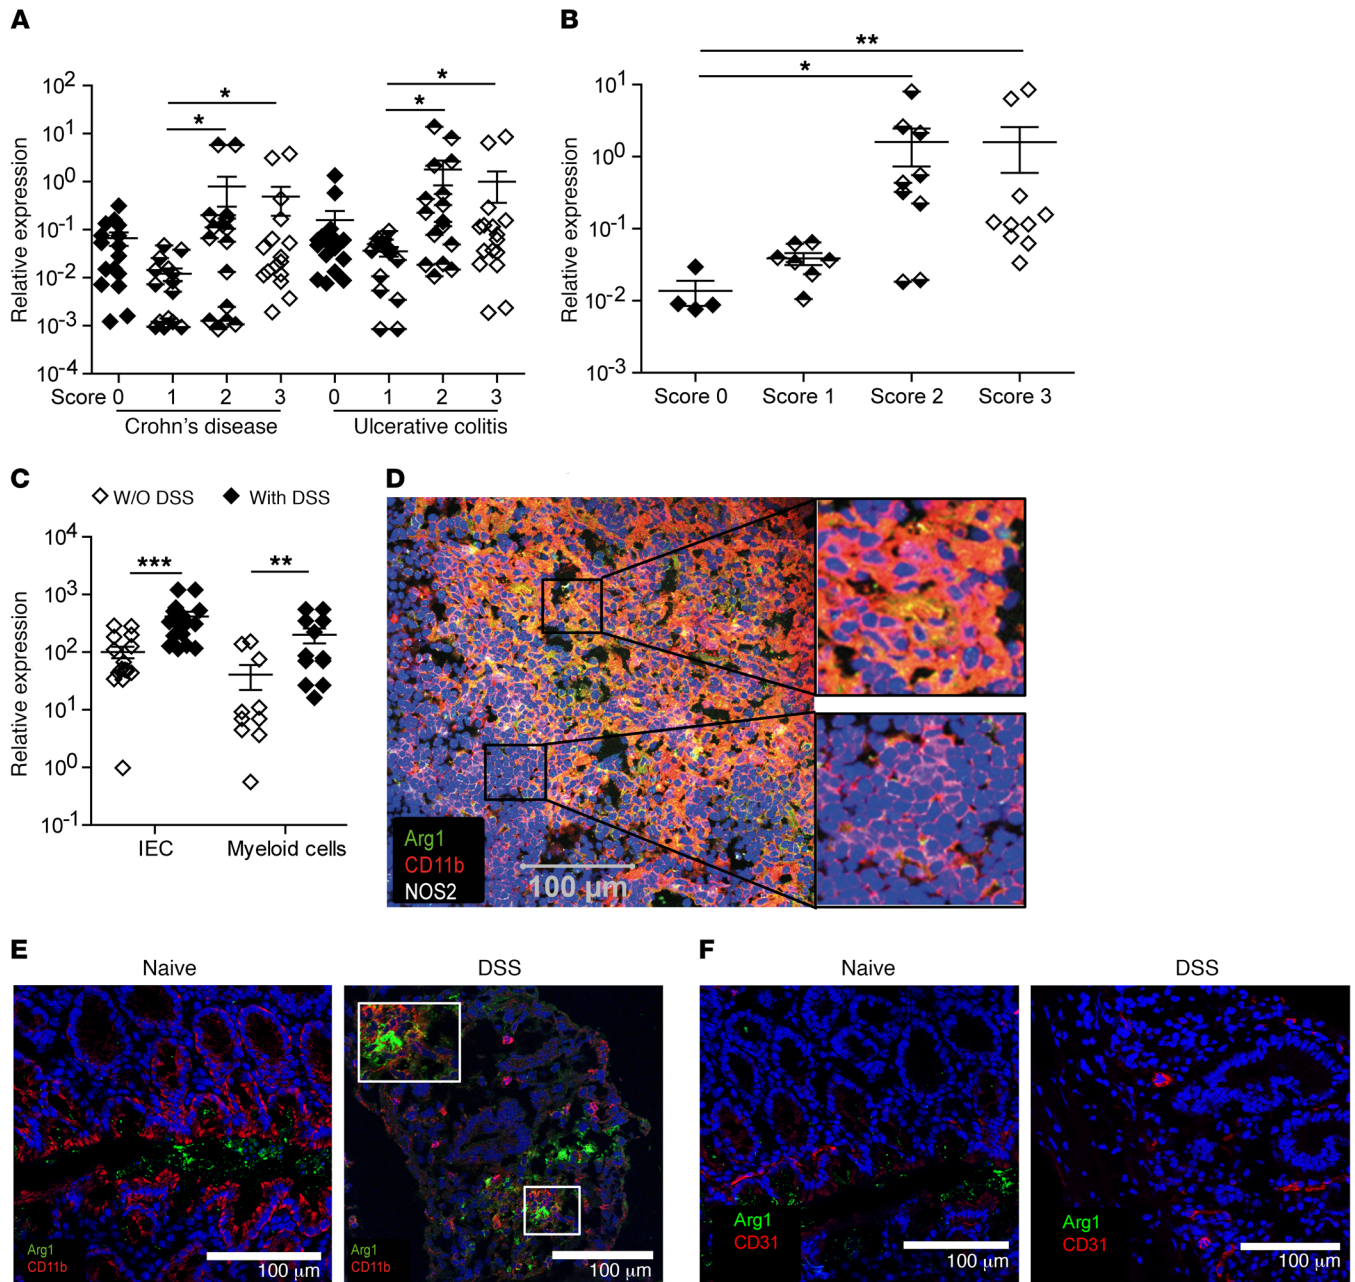 A
Relative expression
10² 10¹ 10⁰ 10⁻¹ 10⁻² 10⁻³ 10⁻⁴
* * * *
Score 0 1 2 3 0 1 2 3
Crohn's disease Ulcerative colitis
B
Relative expression
10¹ 10⁰ 10⁻¹ 10⁻² 10⁻³
** *
Score 0 Score 1 Score 2 Score 3
C
W/O DSS With DSS
Relative expression
10⁴ 10³ 10² 10¹ 10⁰ 10⁻¹
*** **
IEC Myeloid cells
D
Arg1
CD11b
NOS2
100 µm
E
Naive DSS
Arg1
CD11b
100 µm
Arg1
CD11b
100 µm
F
Naive DSS
Arg1
CD31
100 µm
Arg1
CD31
100 µm